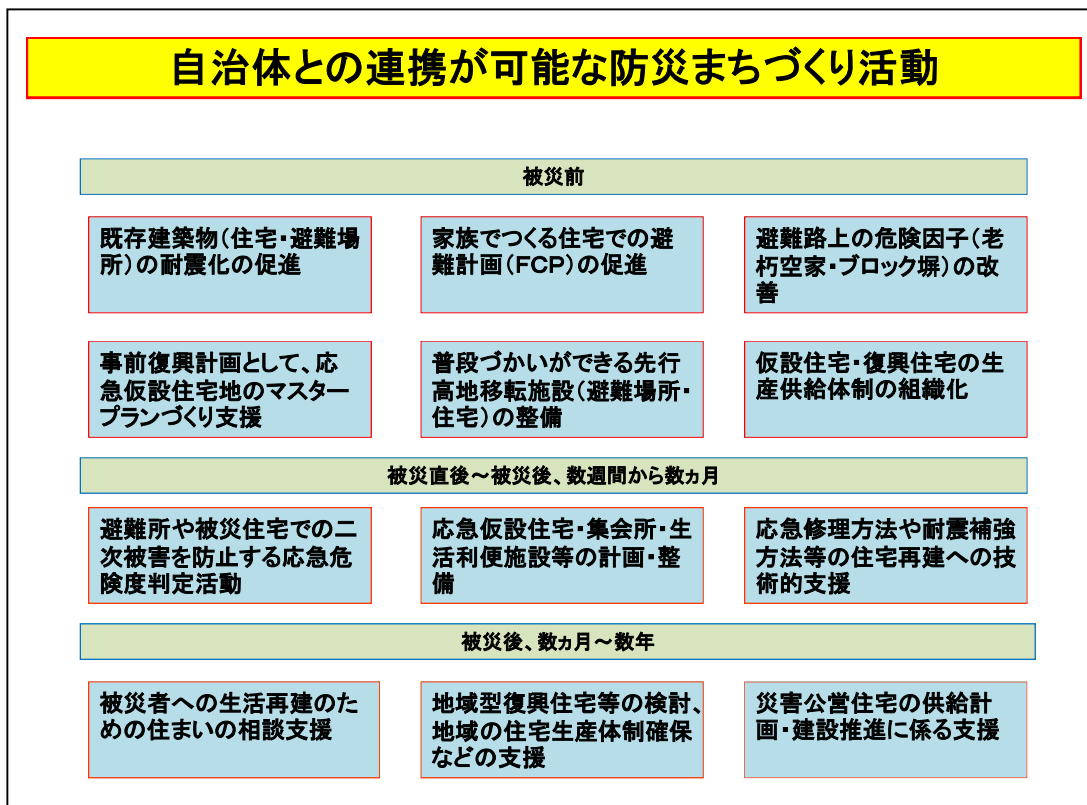 自治体との連携が可能な防災まちづくり活動
被災前
既存建築物(住宅・避難場
所)の耐震化の促進
家族でつくる住宅での避
難計画(FCP)の促進
避難路上の危険因子(老
朽空家・ブロック塀)の改
善
事前復興計画として、応
急仮設住宅地のマスター
プランづくり支援
普段づかいができる先行
高地移転施設(避難場所・
住宅)の整備
仮設住宅・復興住宅の生
産供給体制の組織化
被災直後～被災後、数週間から数ヵ月
避難所や被災住宅での二
次被害を防止する応急危
険度判定活動
応急仮設住宅・集会所・生
活利便施設等の計画・整
備
応急修理方法や耐震補強
方法等の住宅再建への技
術的支援
被災後、数ヵ月～数年
被災者への生活再建のた
めの住まいの相談支援
地域型復興住宅等の検討、
地域の住宅生産体制確保
などの支援
災害公営住宅の供給計
画・建設推進に係る支援